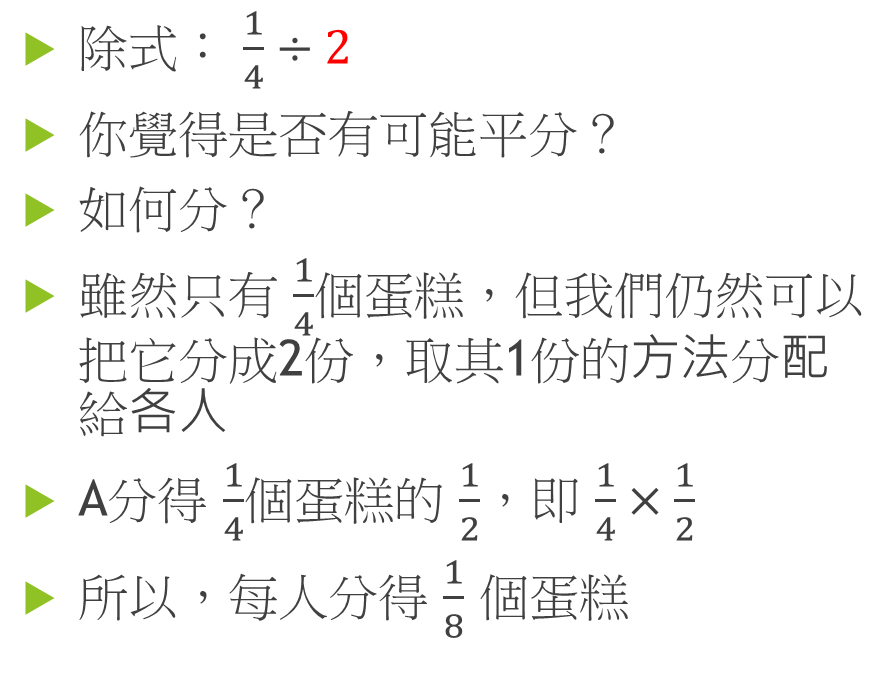 除式： 1/4 ÷ 2
你覺得是否有可能平分？
如何分？
雖然只有 1/4個蛋糕，但我們仍然可以
把它分成2份，取其1份的方法分配
給各人
A分得 1/4個蛋糕的 1/2，即 1/4 × 1/2
所以，每人分得 1/8 個蛋糕